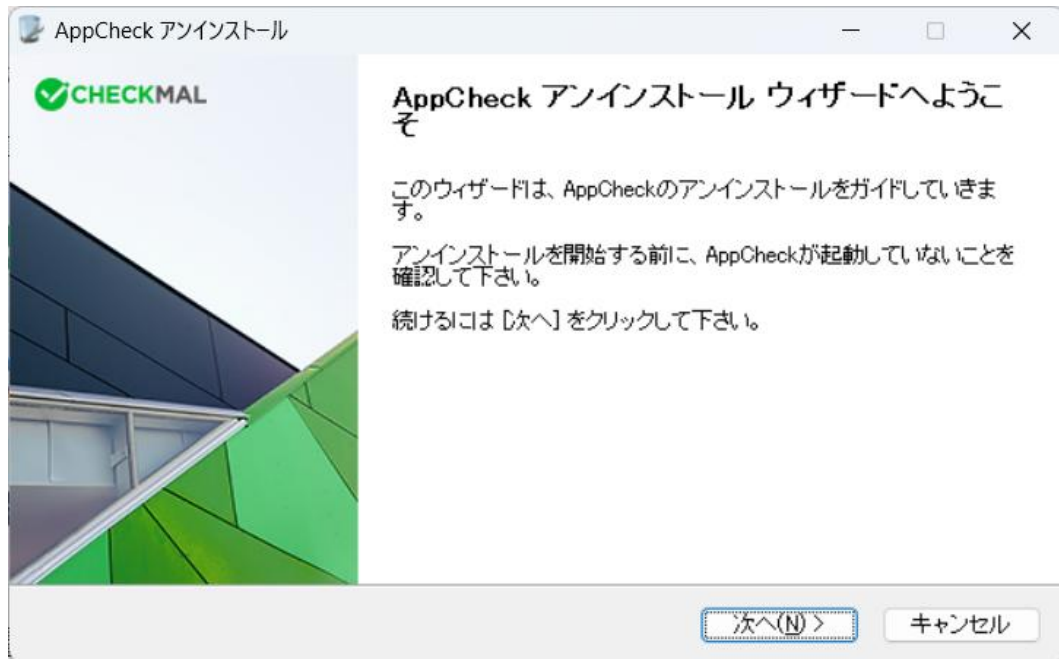 AppCheck アンインストール
CHECKMAL
AppCheck アンインストール ウィザードへようこ
そ
このウィザードは、AppCheckのアンインストールをガイドしていきま
す。
アンインストールを開始する前に、AppCheckが起動していないことを
確認して下さい。
続けるには [次へ] をクリックして下さい。
次へ(N) >
キャンセル